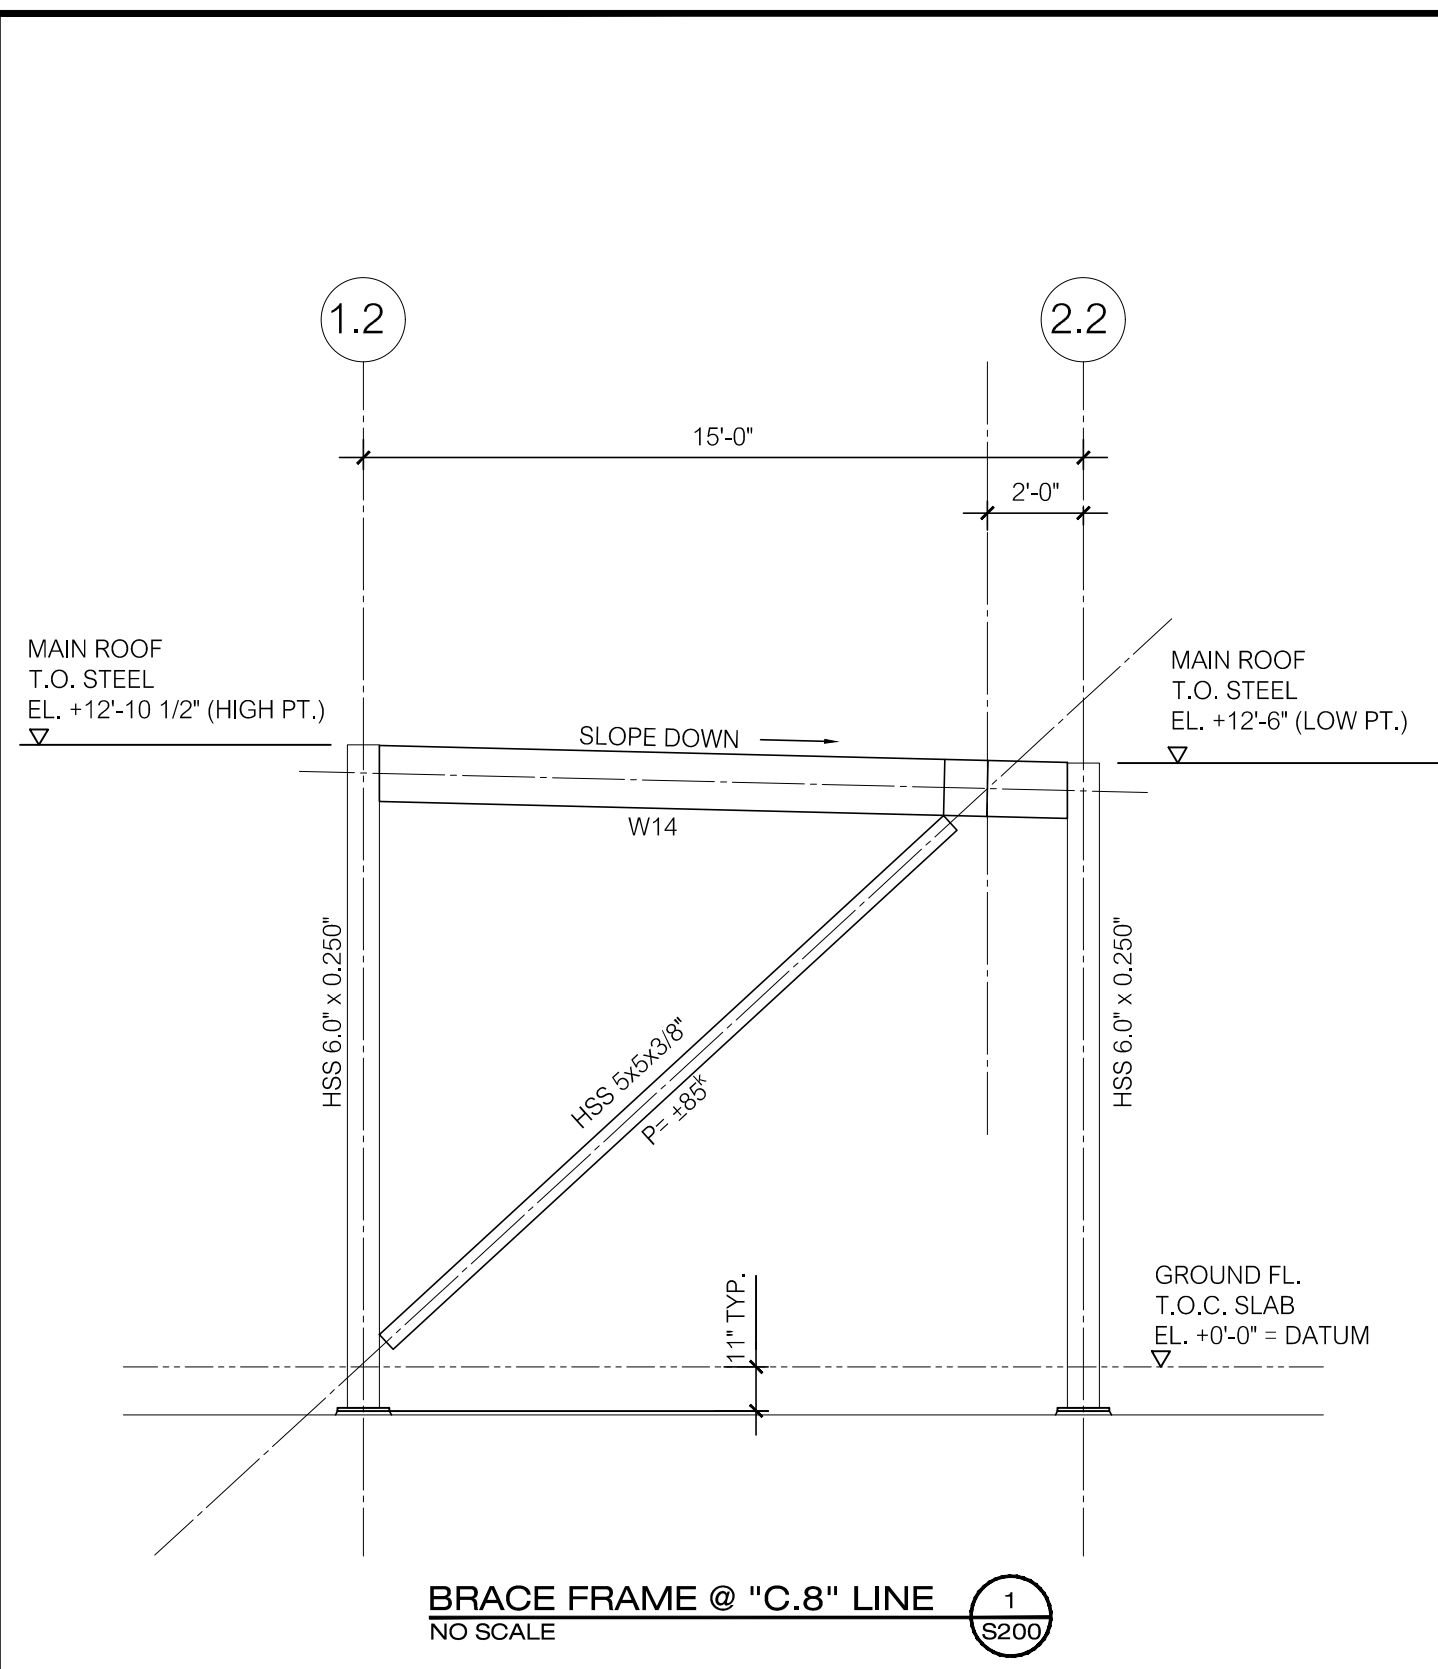 1.2
2.2
15'-0"
2'-0"
MAIN ROOF
T.O. STEEL
EL. +12'-10 1/2" (HIGH PT.)
MAIN ROOF
T.O. STEEL
EL. +12'-6" (LOW PT.)
SLOPE DOWN
W14
HSS 6.0" x 0.250"
HSS 5x5x3/8"
P= ±85k
HSS 6.0" x 0.250"
11" TYP.
GROUND FL.
T.O.C. SLAB
EL. +0'-0" = DATUM
BRACE FRAME @ "C.8" LINE
NO SCALE
1
S200